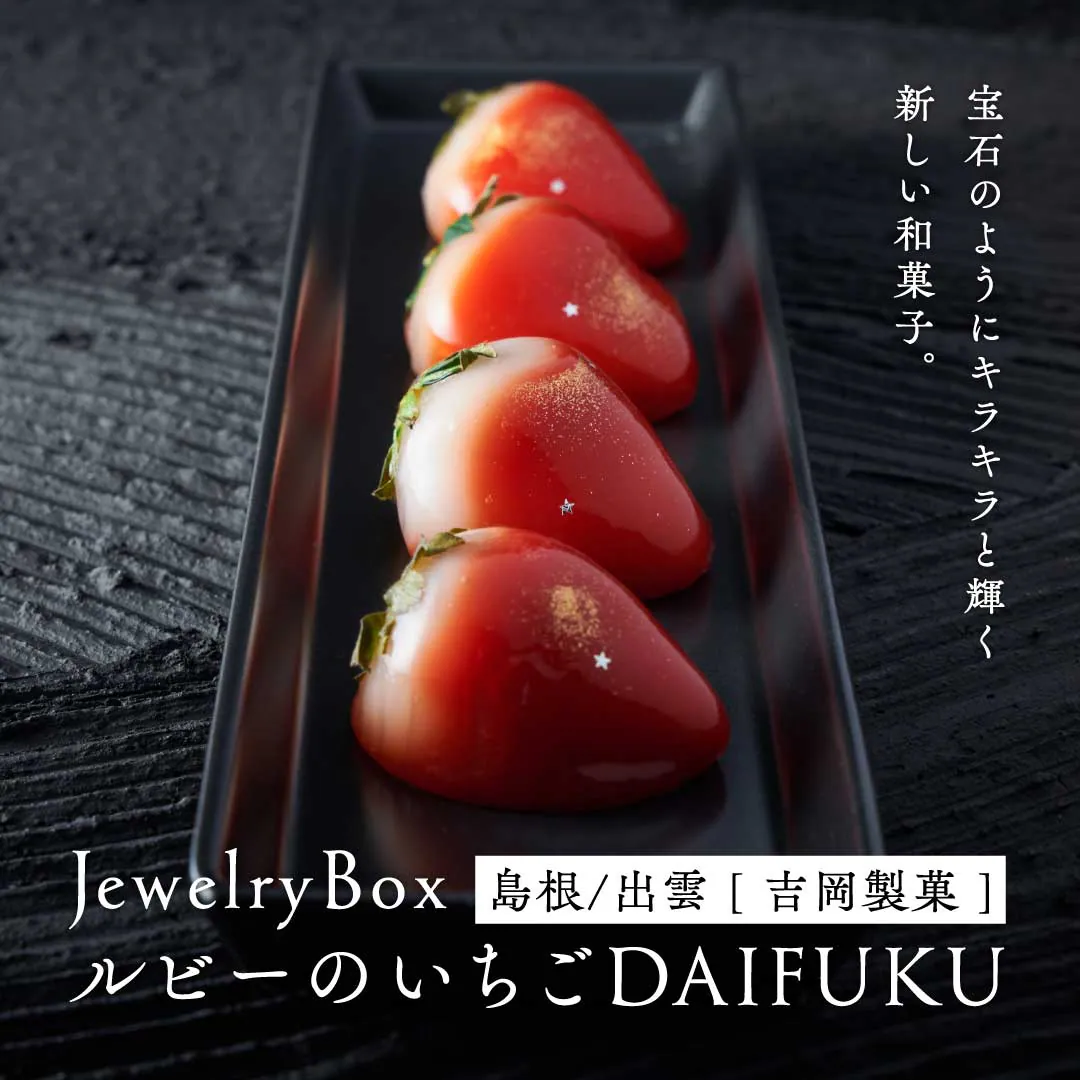 宝石のようにキラキラと輝く
新しい和菓子。
JewelryBox 島根/出雲 [ 吉岡製菓 ]
ルビーのいちごDAIFUKU